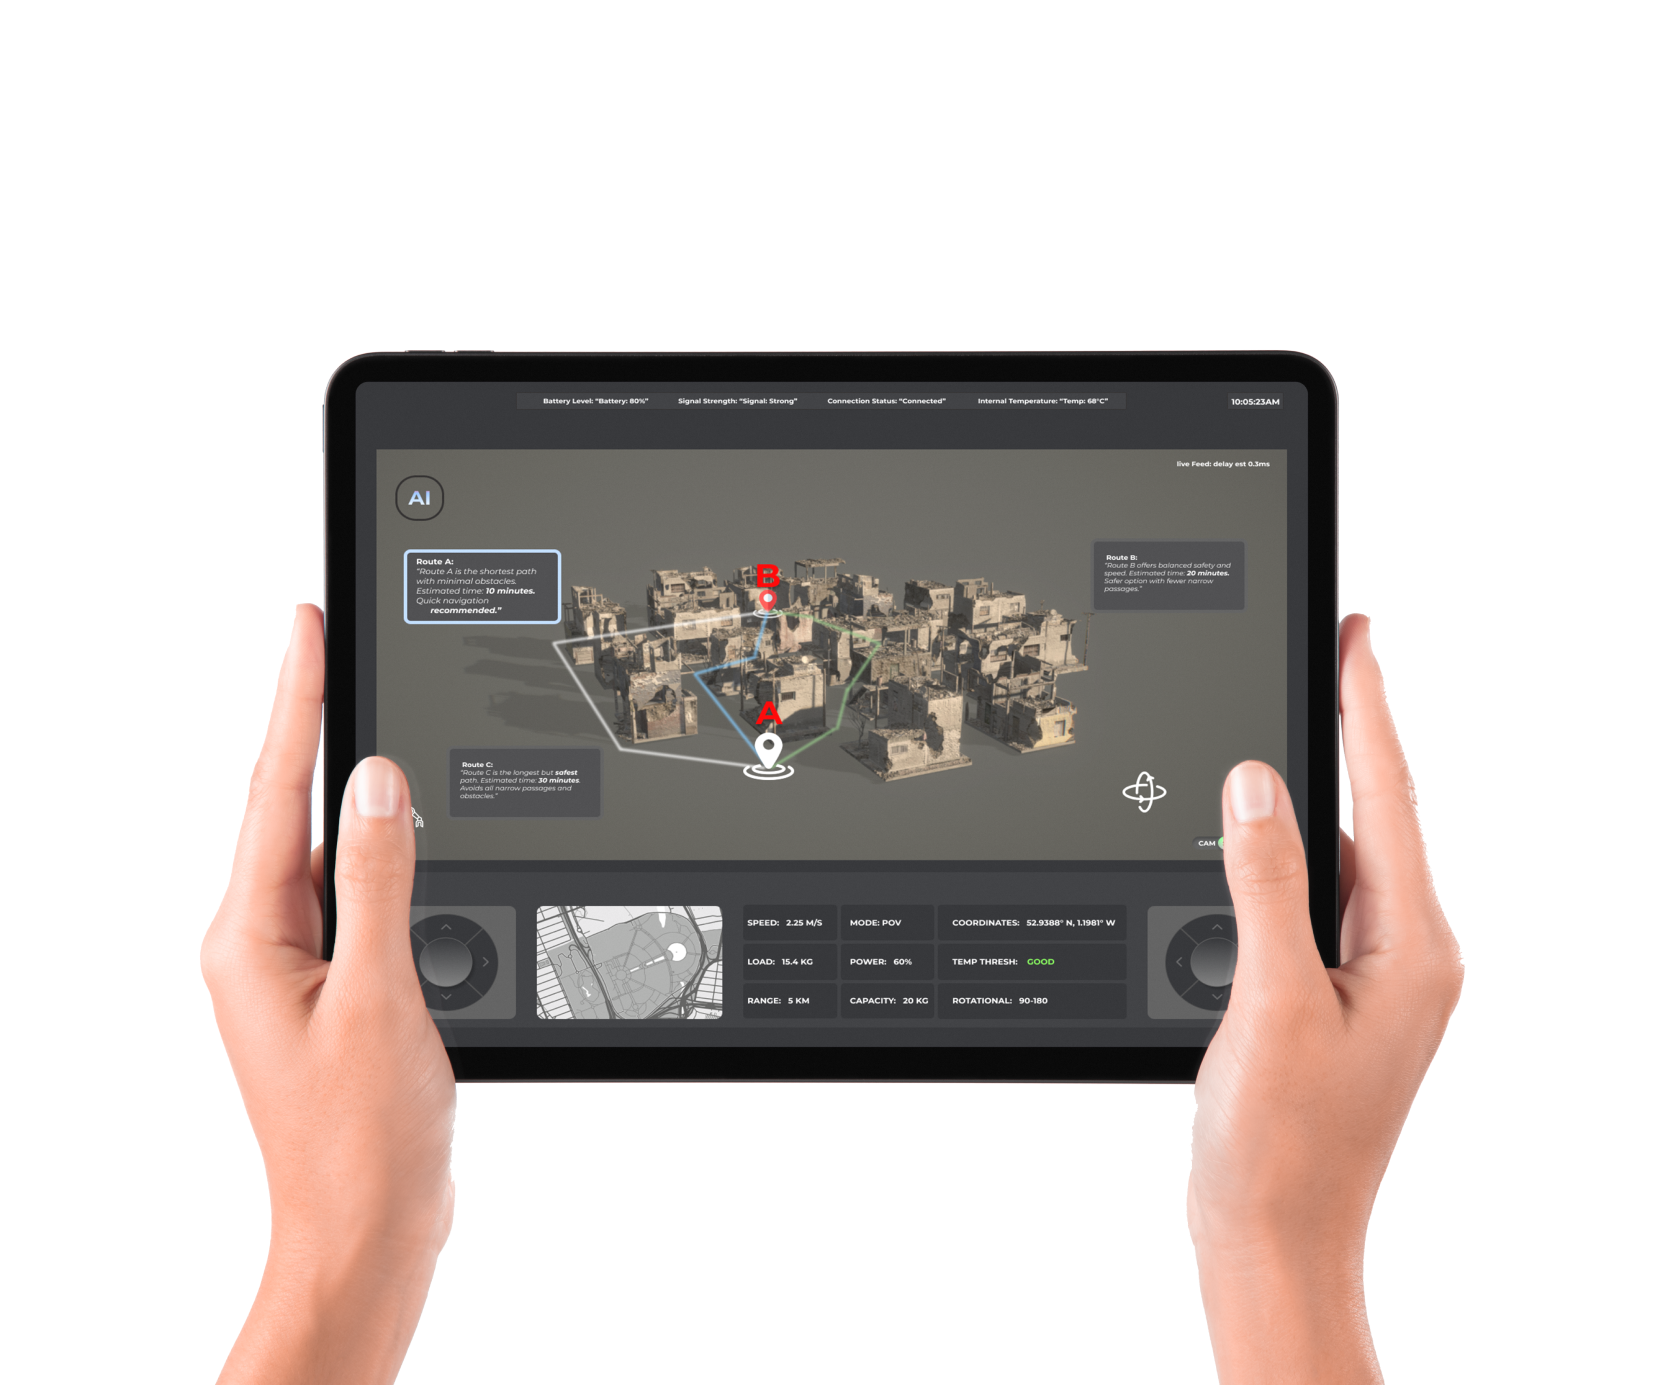 Battery Level: “Battery: 80%”
Signal Strength: “Signal: Strong”
Connection Status: “Connected”
Internal Temperature: “Temp: 68°C”
10:05:23AM
live Feed: delay est 0.3ms
AI
Route A:
“Route A is the shortest path
with minimal obstacles.
Estimated time: 10 minutes.
Quick navigation
recommended.”
Route B:
“Route B offers balanced safety and
speed. Estimated time: 20 minutes.
Safer option with fewer narrow
passages.”
B
A
Route C:
“Route C is the longest but safest
path. Estimated time: 30 minutes.
Avoids all narrow passages and
obstacles.”
CAM
SPEED: 2.25 M/S
MODE: POV
COORDINATES: 52.9388° N, 1.1981° W
LOAD: 15.4 KG
POWER: 60%
TEMP THRESH: GOOD
RANGE: 5 KM
CAPACITY: 20 KG
ROTATIONAL: 90-180